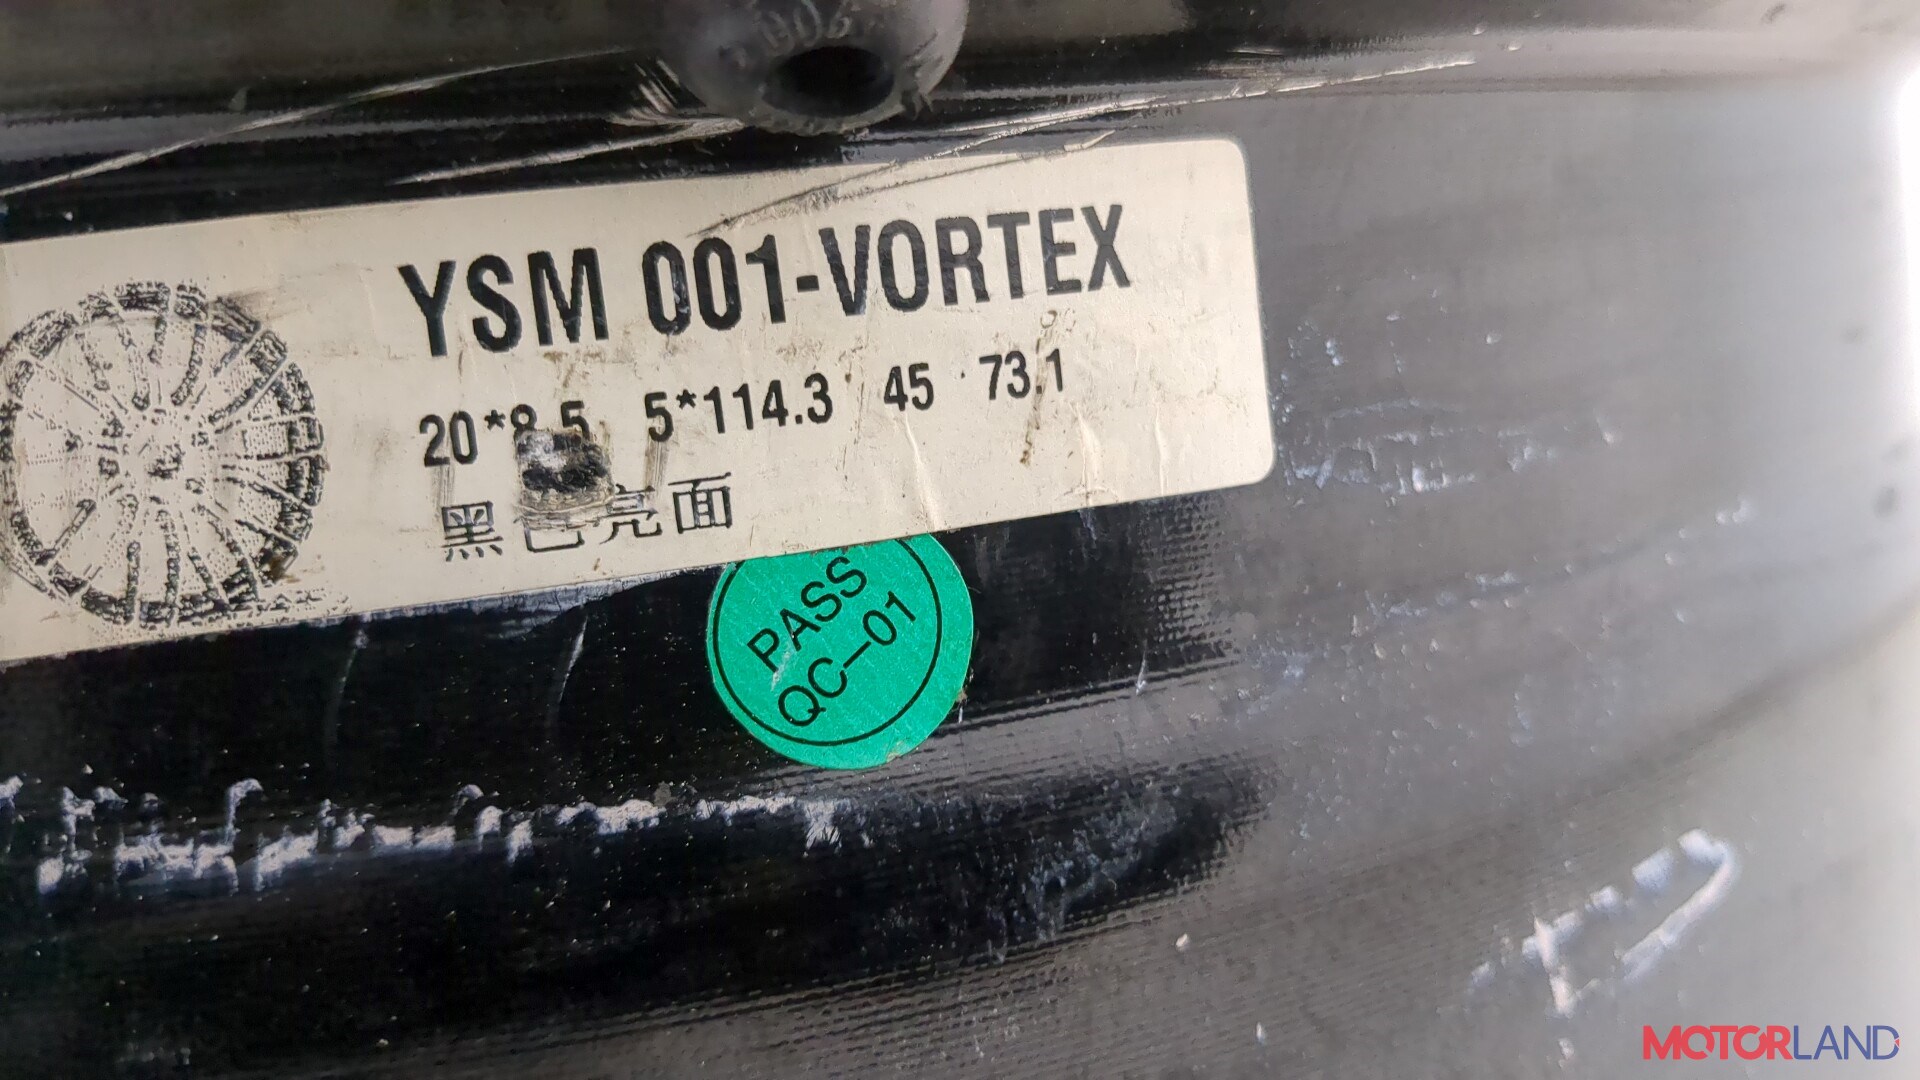 006
YSM 001-VORTEX
20*8.5 5*114.3 45 73.1
黑色亮面
PASS
QC-01
MOTORLAND